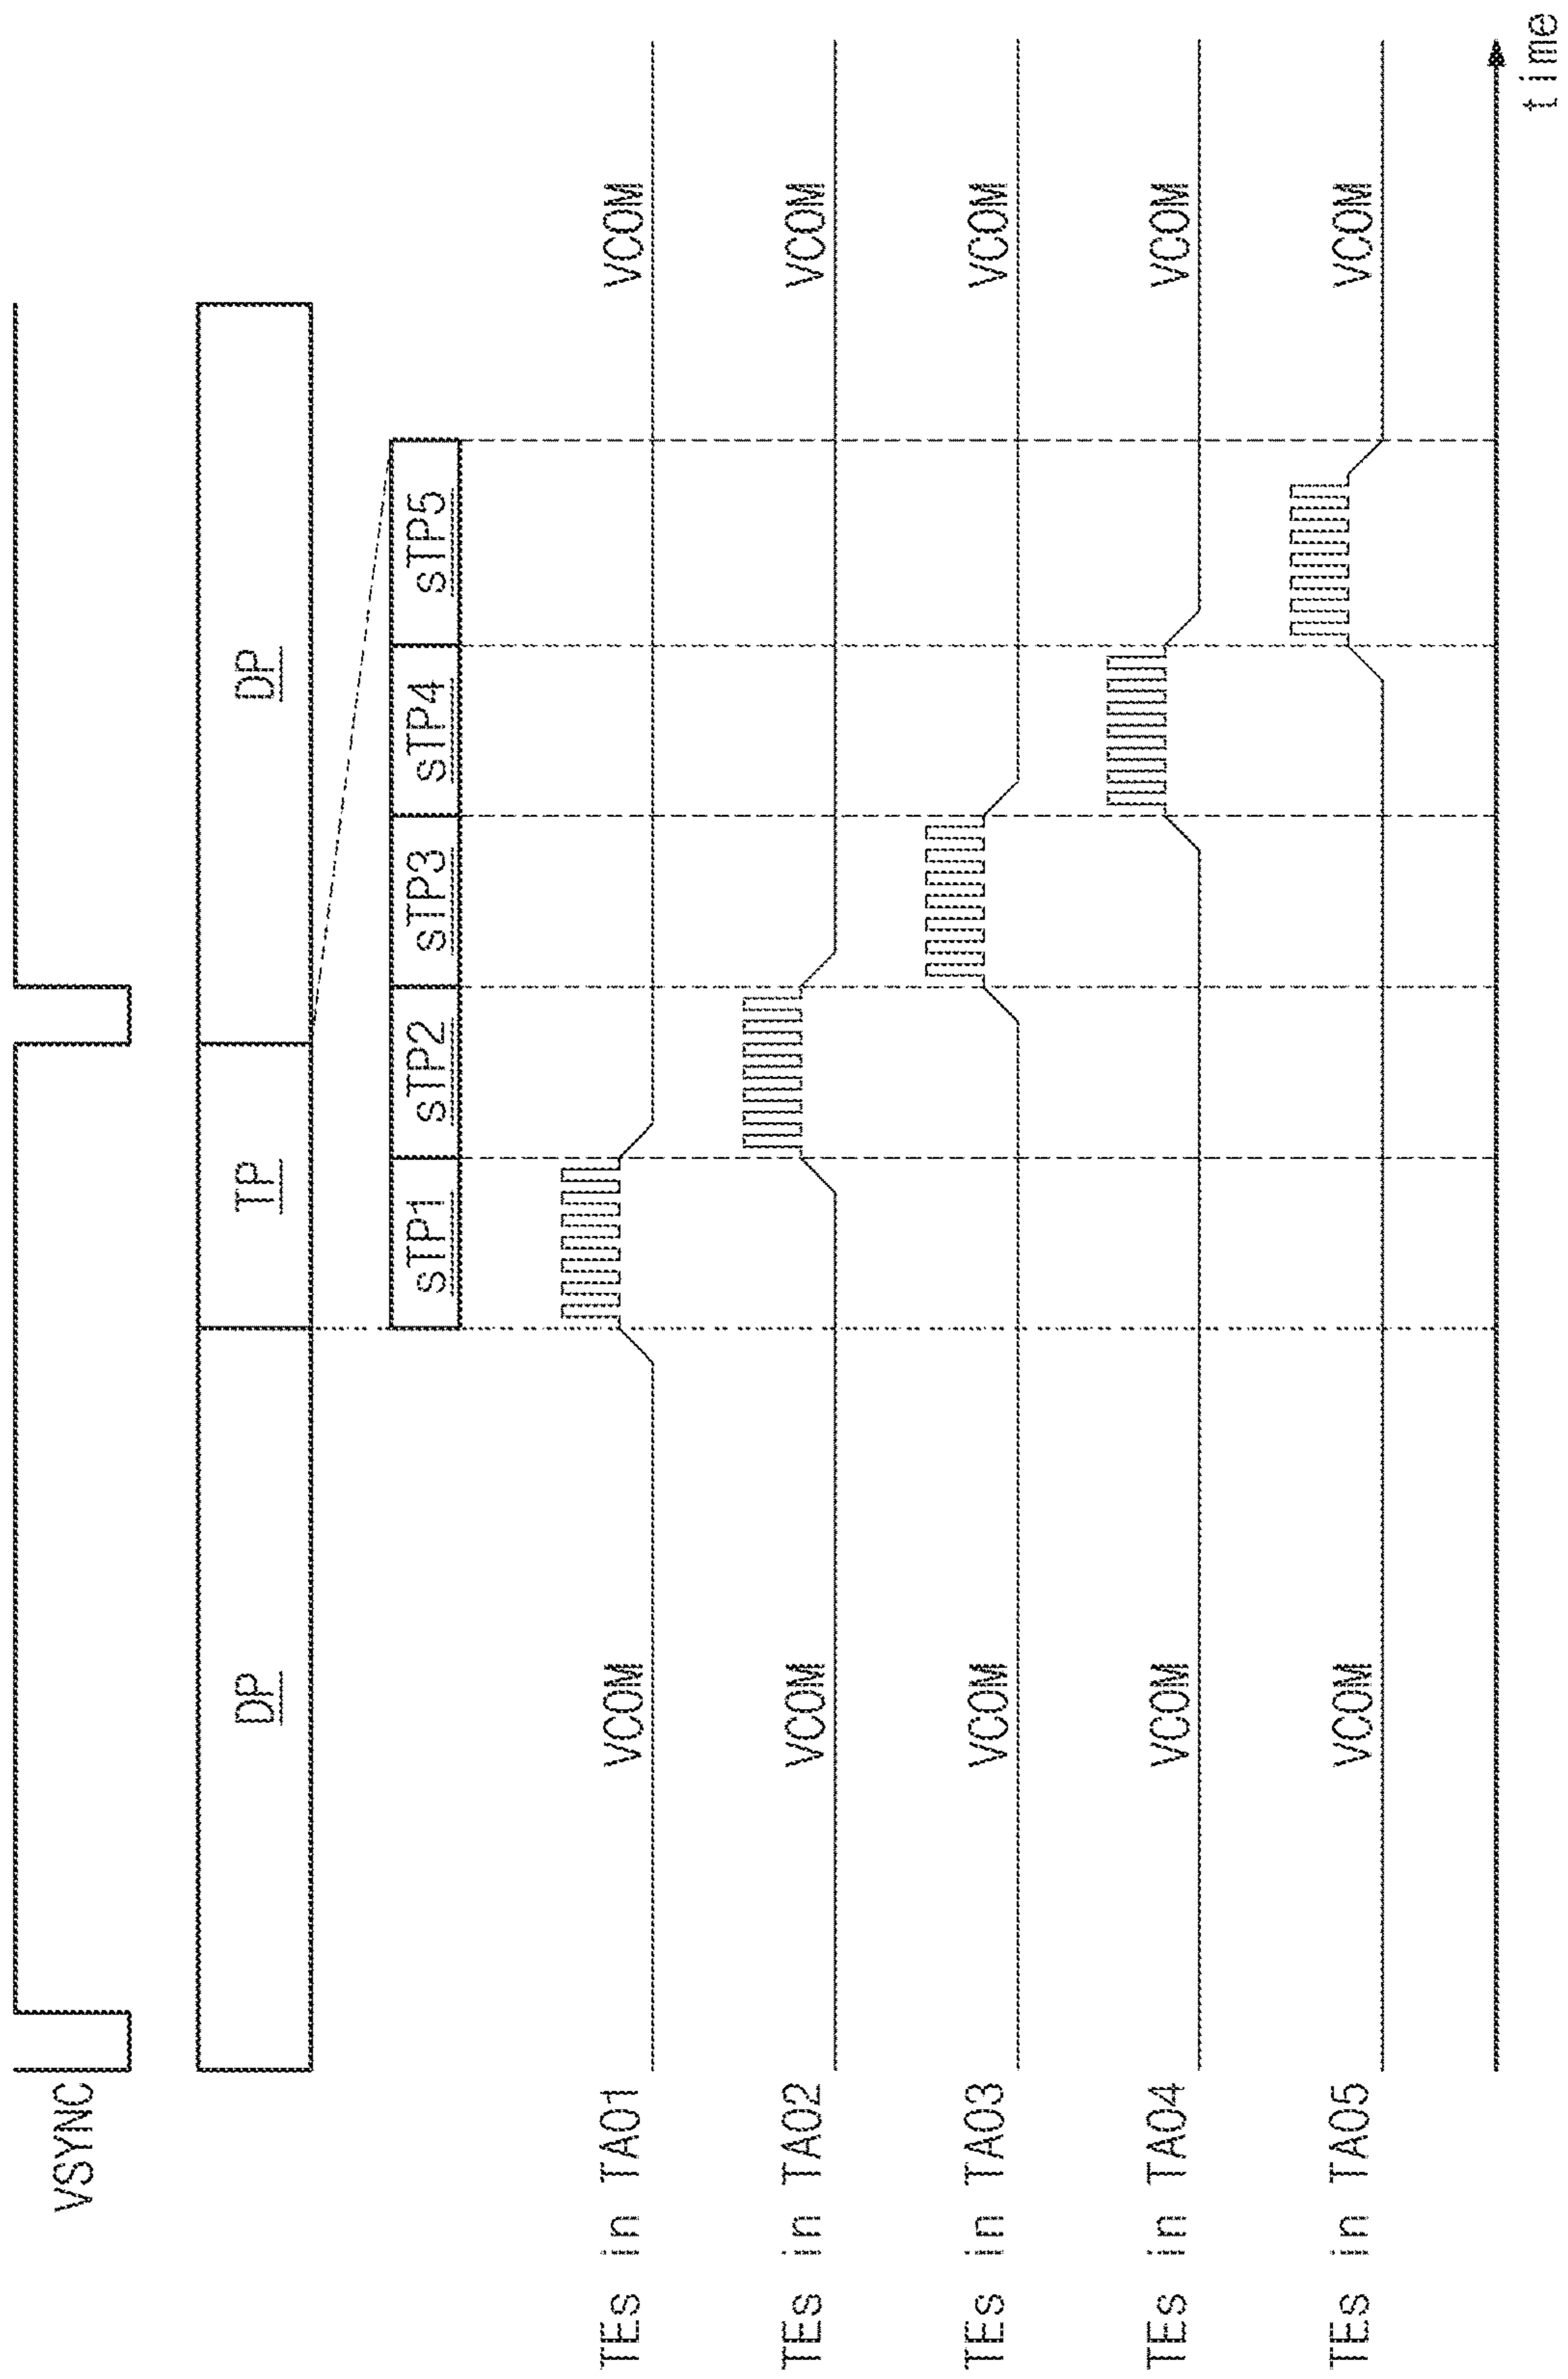 VSYNC
DP TP DP
sTP1 sTP2 sTP3 sTP4 sTP5
TEs in TA01 VCOM VCOM
TEs in TA02 VCOM VCOM
TEs in TA03 VCOM VCOM
TEs in TA04 VCOM VCOM
TEs in TA05 VCOM VCOM
time